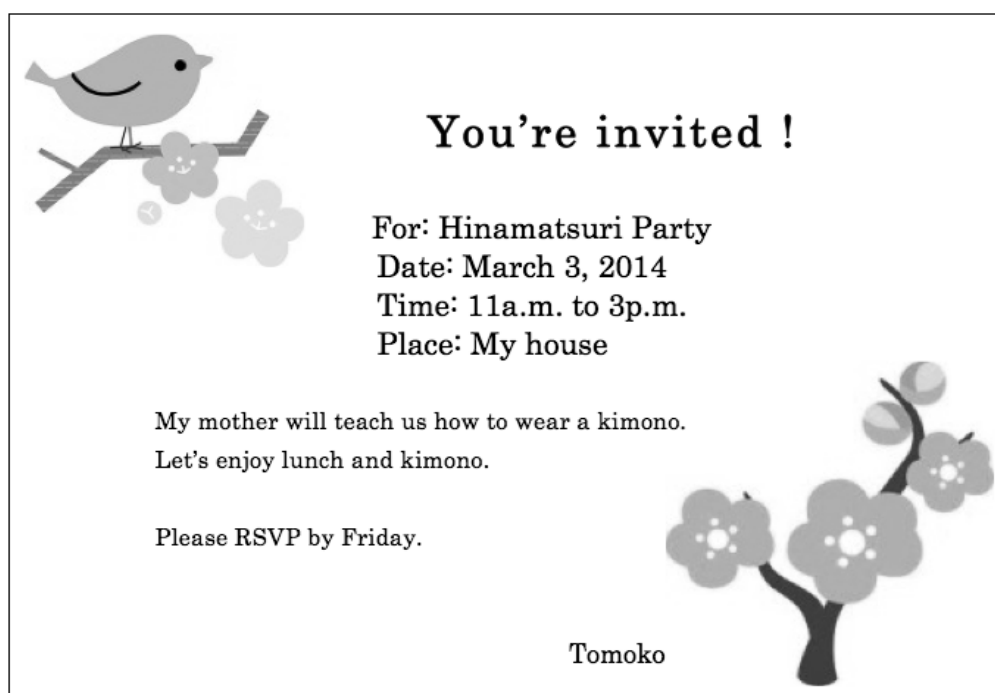 You’re invited !
For: Hinamatsuri Party
Date: March 3, 2014
Time: 11a.m. to 3p.m.
Place: My house
My mother will teach us how to wear a kimono.
Let’s enjoy lunch and kimono.
Please RSVP by Friday.
Tomoko